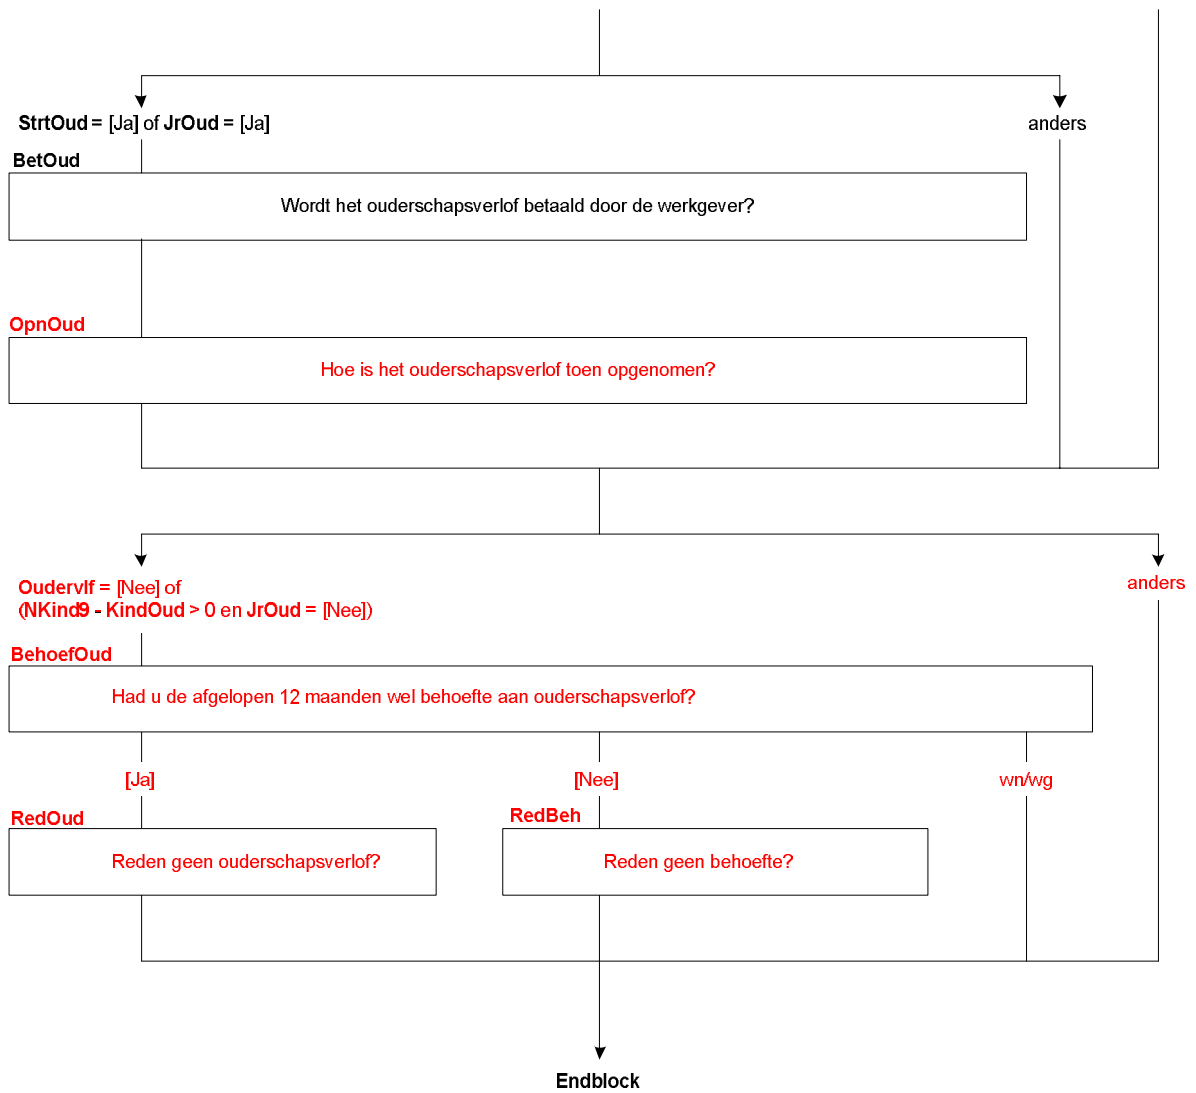 StrtOud = [Ja] of JrOud = [Ja]
anders
BetOud
Wordt het ouderschapsverlof betaald door de werkgever?
OpnOud
Hoe is het ouderschapsverlof toen opgenomen?
Oudervlf = [Nee] of
(NKind9 - KindOud > 0 en JrOud = [Nee])
anders
BehoefOud
Had u de afgelopen 12 maanden wel behoefte aan ouderschapsverlof?
[Ja]
[Nee]
wn/wg
RedOud
RedBeh
Reden geen ouderschapsverlof?
Reden geen behoefte?
Endblock